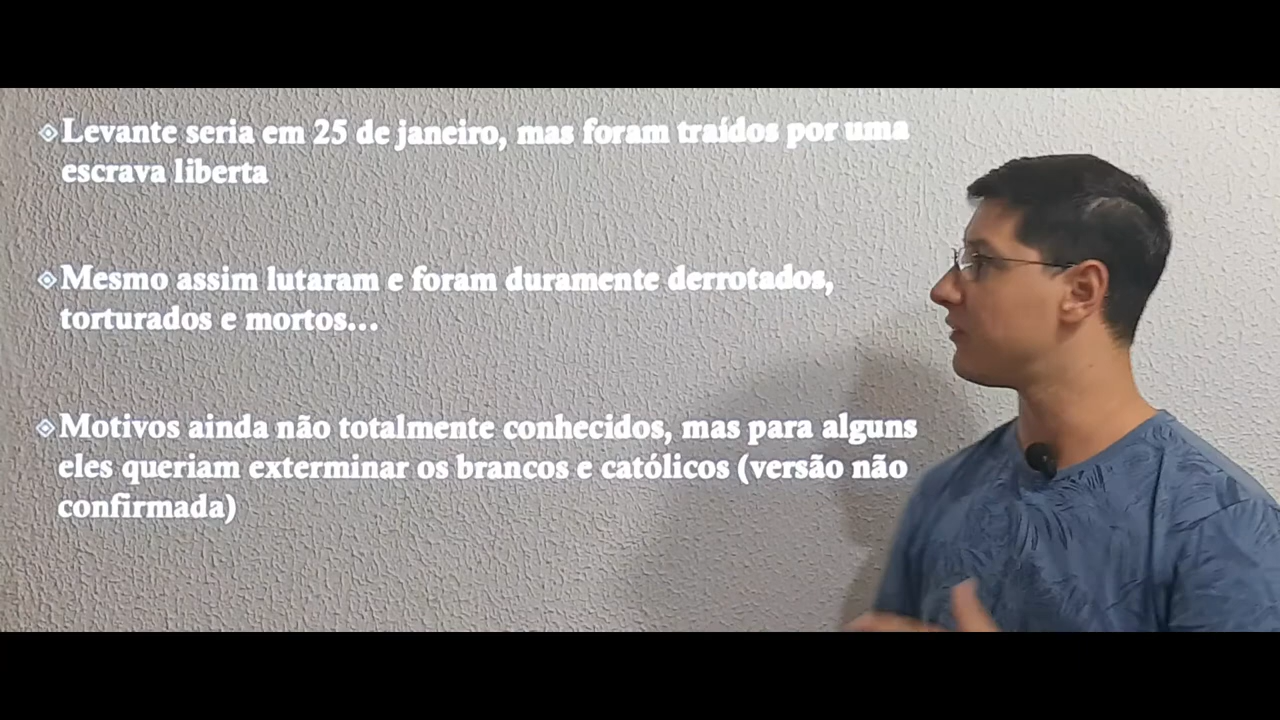 Levante seria em 25 de janeiro, mas foram traídos por uma
escrava liberta
Mesmo assim lutaram e foram duramente derrotados,
torturados e mortos...
Motivos ainda não totalmente conhecidos, mas para alguns
eles queriam exterminar os brancos e católicos (versão não
confirmada)